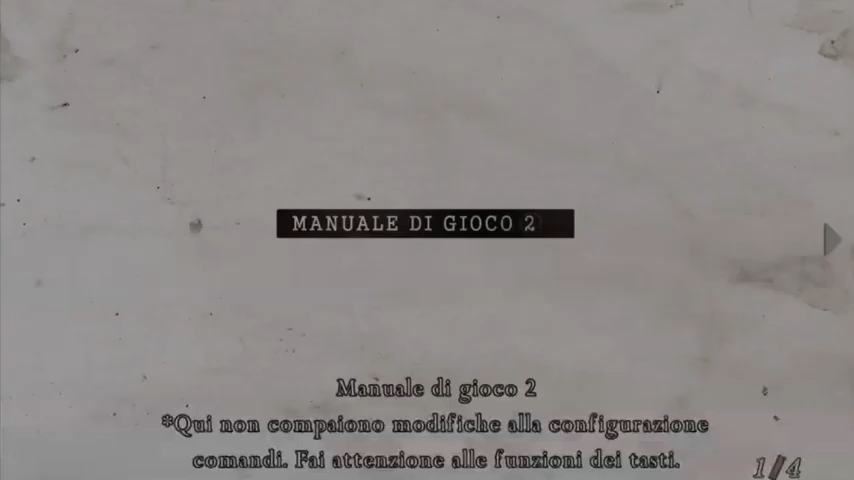 MANUALE DI GIOCO 2
Manuale di gioco 2
*Qui non compaiono modifiche alla configurazione
comandi. Fai attenzione alle funzioni dei tasti.
1/4